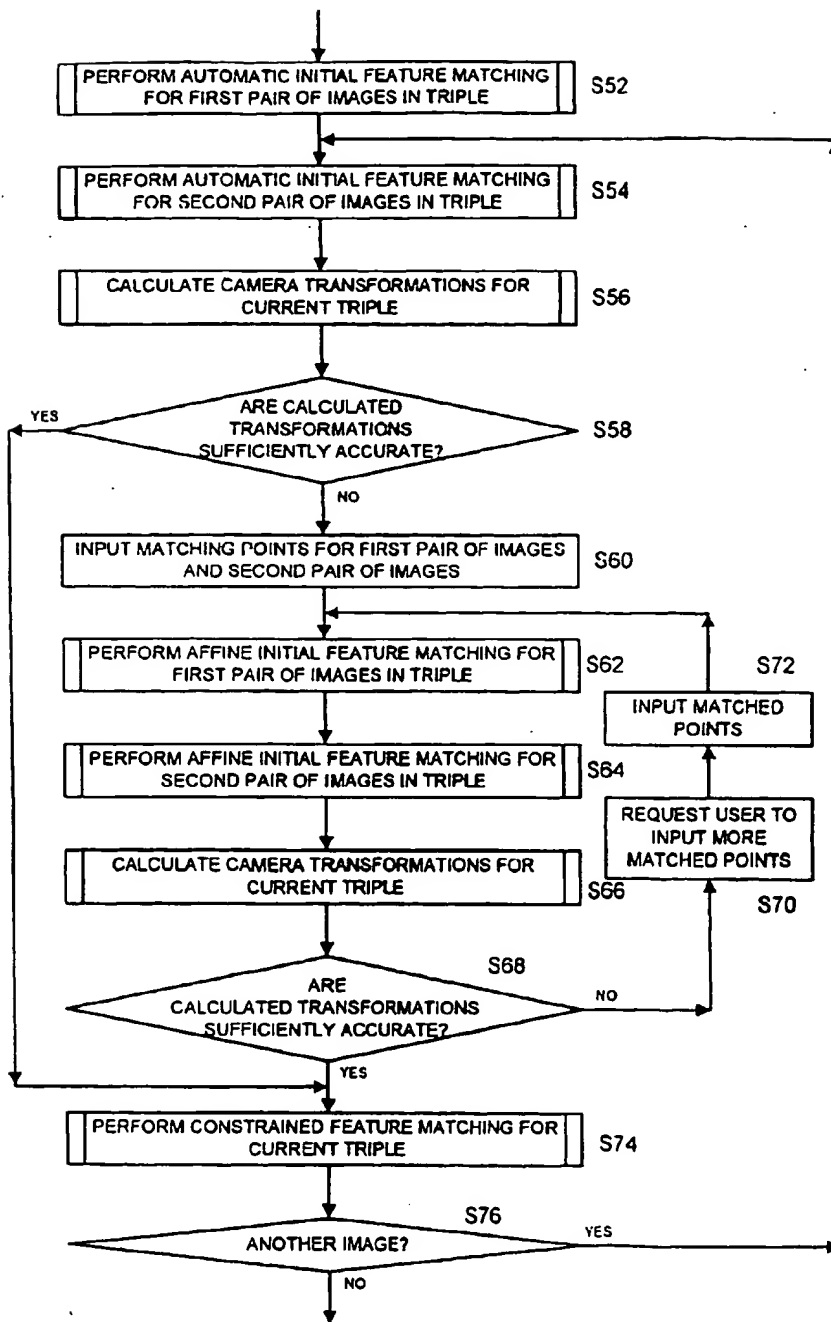 PERFORM AUTOMATIC INITIAL FEATURE MATCHING
FOR FIRST PAIR OF IMAGES IN TRIPLE
S52
PERFORM AUTOMATIC INITIAL FEATURE MATCHING
FOR SECOND PAIR OF IMAGES IN TRIPLE
S54
CALCULATE CAMERA TRANSFORMATIONS FOR
CURRENT TRIPLE
S56
YES
ARE CALCULATED
TRANSFORMATIONS
SUFFICIENTLY ACCURATE?
S58
NO
INPUT MATCHING POINTS FOR FIRST PAIR OF IMAGES
AND SECOND PAIR OF IMAGES
S60
PERFORM AFFINE INITIAL FEATURE MATCHING FOR
FIRST PAIR OF IMAGES IN TRIPLE
S62
S72
INPUT MATCHED
POINTS
PERFORM AFFINE INITIAL FEATURE MATCHING FOR
SECOND PAIR OF IMAGES IN TRIPLE
S64
REQUEST USER TO
INPUT MORE
MATCHED POINTS
S70
CALCULATE CAMERA TRANSFORMATIONS FOR
CURRENT TRIPLE
S66
S68
ARE
CALCULATED TRANSFORMATIONS
SUFFICIENTLY ACCURATE?
NO
YES
PERFORM CONSTRAINED FEATURE MATCHING FOR
CURRENT TRIPLE
S74
S76
ANOTHER IMAGE?
YES
NO